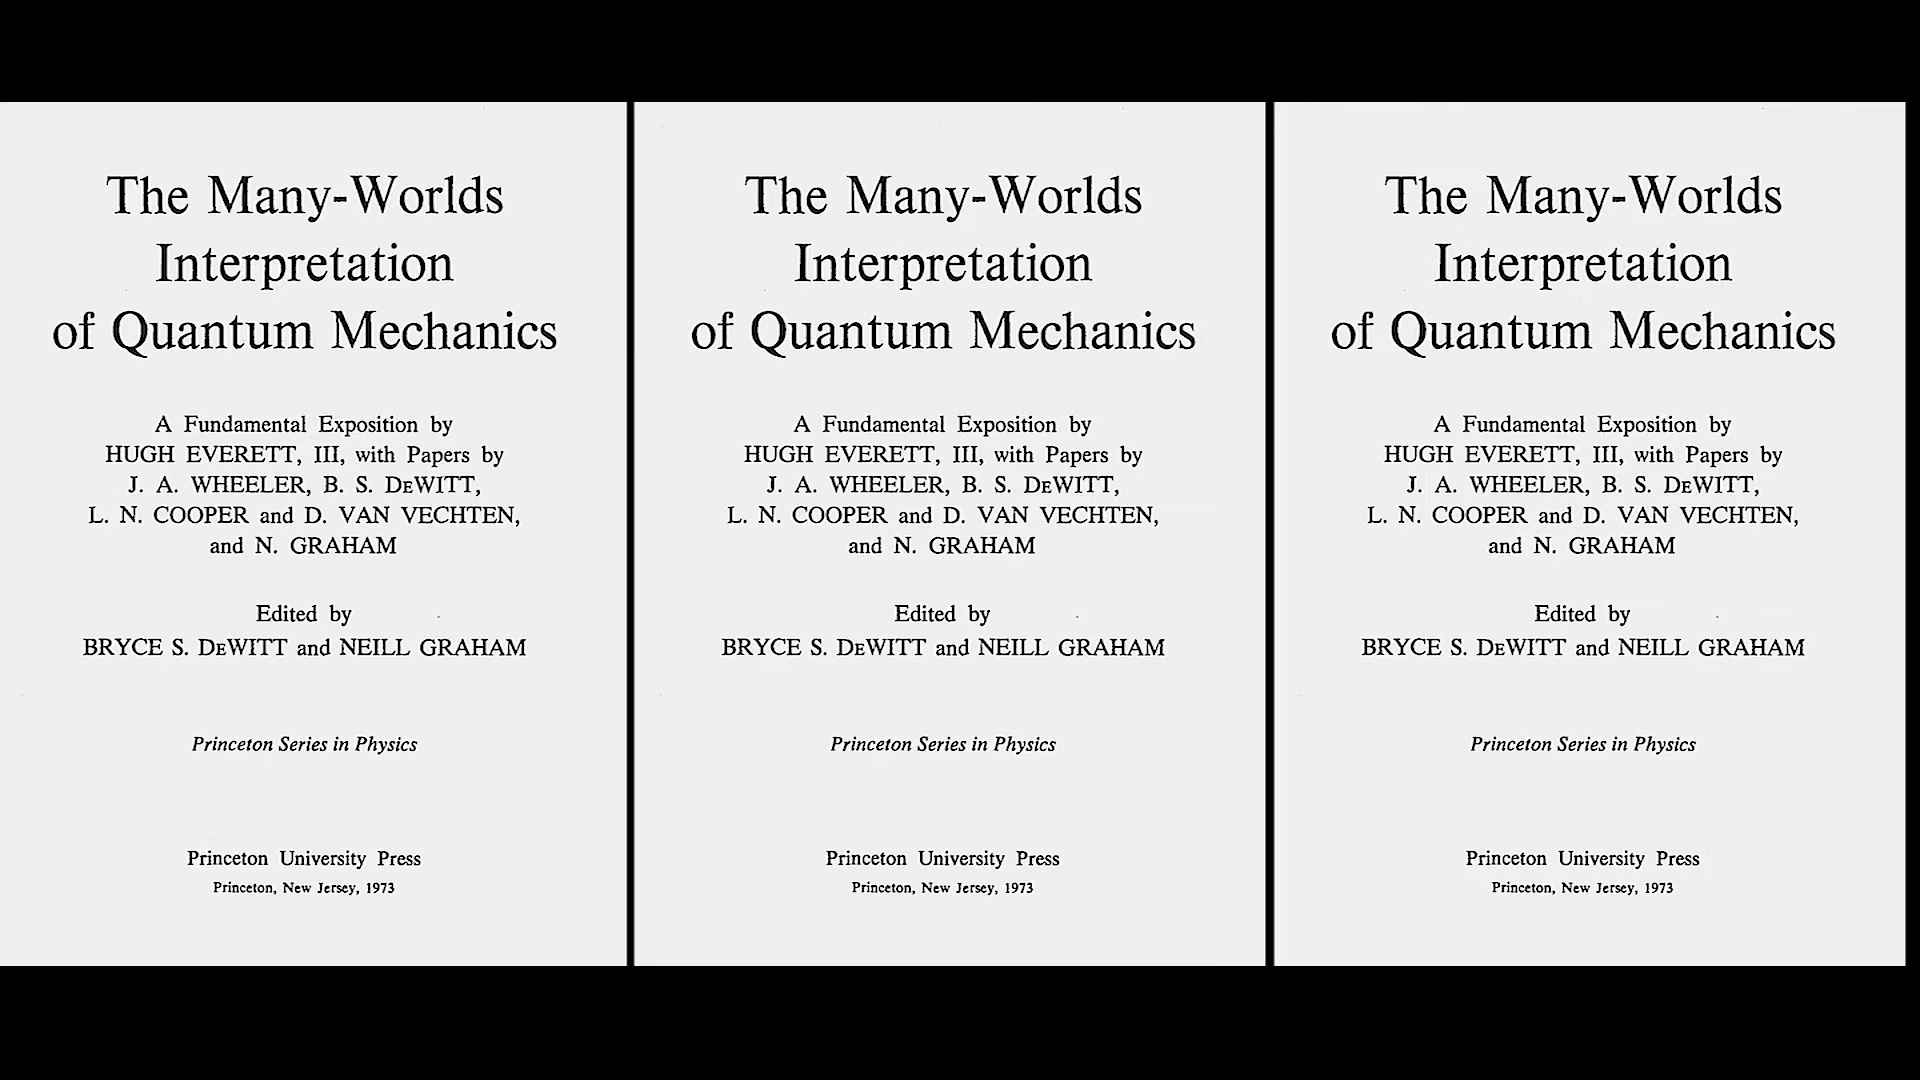 The Many-Worlds
Interpretation
of Quantum Mechanics
A Fundamental Exposition by
HUGH EVERETT, III, with Papers by
J. A. WHEELER, B. S. DEWITT,
L. N. COOPER and D. VAN VECHTEN,
and N. GRAHAM
Edited by
BRYCE S. DEWITT and NEILL GRAHAM
Princeton Series in Physics
Princeton University Press
Princeton, New Jersey, 1973
The Many-Worlds
Interpretation
of Quantum Mechanics
A Fundamental Exposition by
HUGH EVERETT, III, with Papers by
J. A. WHEELER, B. S. DEWITT,
L. N. COOPER and D. VAN VECHTEN,
and N. GRAHAM
Edited by
BRYCE S. DEWITT and NEILL GRAHAM
Princeton Series in Physics
Princeton University Press
Princeton, New Jersey, 1973
The Many-Worlds
Interpretation
of Quantum Mechanics
A Fundamental Exposition by
HUGH EVERETT, III, with Papers by
J. A. WHEELER, B. S. DEWITT,
L. N. COOPER and D. VAN VECHTEN,
and N. GRAHAM
Edited by
BRYCE S. DEWITT and NEILL GRAHAM
Princeton Series in Physics
Princeton University Press
Princeton, New Jersey, 1973